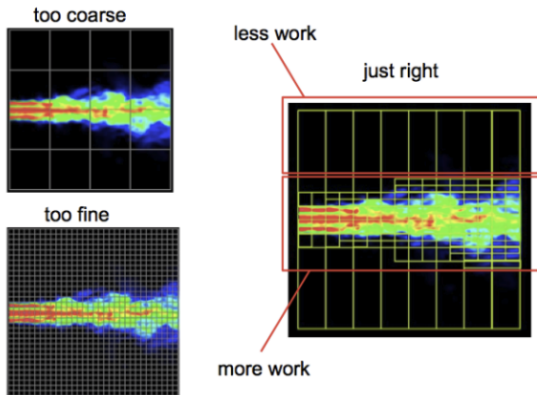 too coarse
less work
just right
too fine
more work